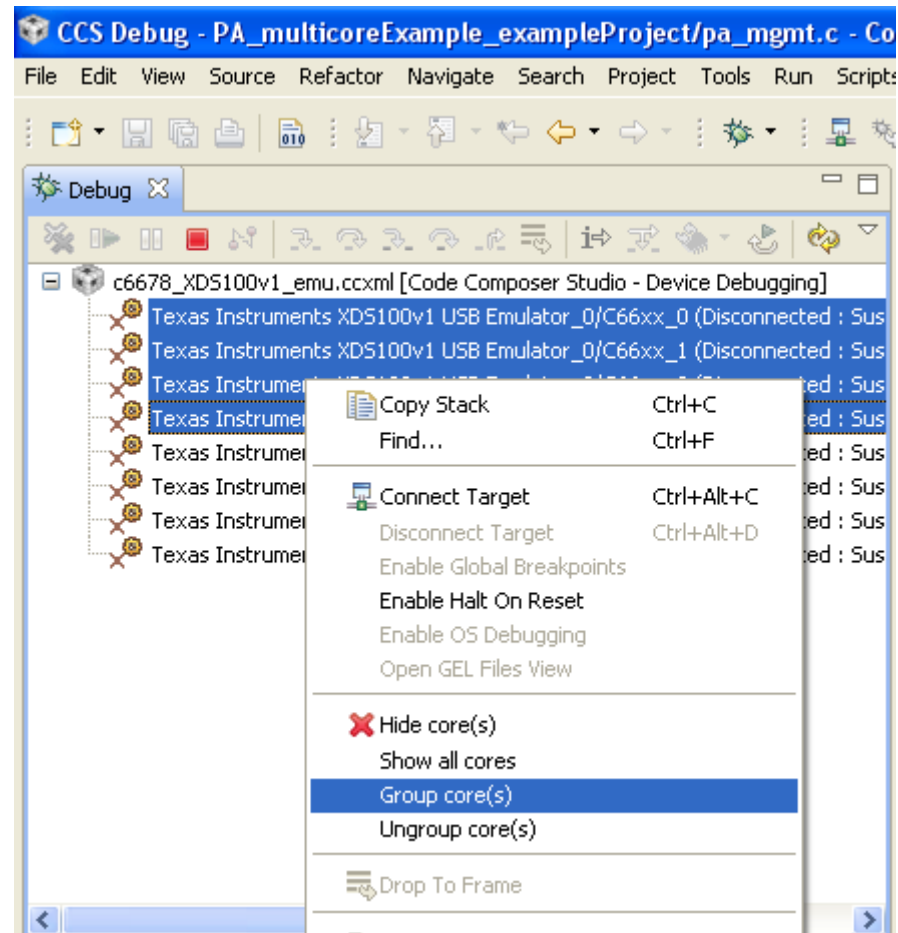 CCS Debug - PA_multicoreExample_exampleProject/pa_mgmt.c - Co
File Edit View Source Refactor Navigate Search Project Tools Run Scripts
010
Debug
c6678_XDS100v1_emu.ccxml [Code Composer Studio - Device Debugging]
Texas Instruments XDS100v1 USB Emulator_0/C66xx_0 (Disconnected : Sus
Texas Instruments XDS100v1 USB Emulator_0/C66xx_1 (Disconnected : Sus
Texas Instrume ted : Sus
Texas Instrume ted : Sus
Texas Instrume ted : Sus
Texas Instrume ted : Sus
Texas Instrume ted : Sus
Texas Instrume ted : Sus
Copy Stack Ctrl+C
Find... Ctrl+F
Connect Target Ctrl+Alt+C
Disconnect Target Ctrl+Alt+D
Enable Global Breakpoints
Enable Halt On Reset
Enable OS Debugging
Open GEL Files View
Hide core(s)
Show all cores
Group core(s)
Ungroup core(s)
Drop To Frame